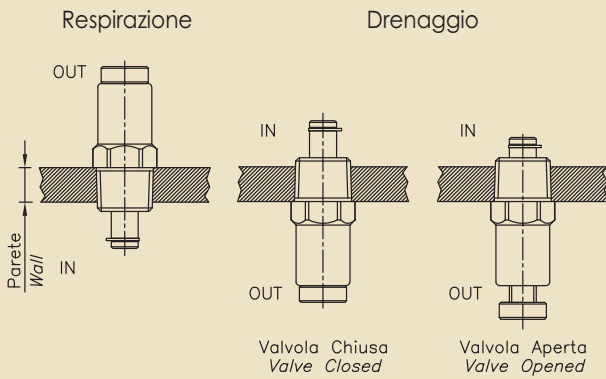 Respirazione
Drenaggio
OUT
IN
Parete
Wall
IN
OUT
Valvola Chiusa
Valve Closed
IN
OUT
Valvola Aperta
Valve Opened